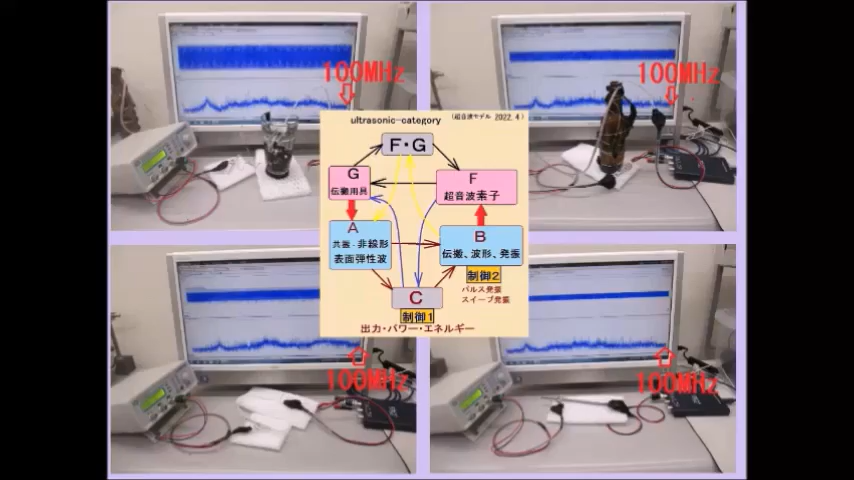 100MHz
100MHz
ultrasonic-category
(超音波モデル 2022.4)
F・G
G
伝搬用具
F
超音波素子
A
共振・非線形
表面弾性波
B
伝搬、波形、発振
制御2
パルス発振
スイープ発振
C
制御1
出力・パワー・エネルギー
100MHz
100MHz